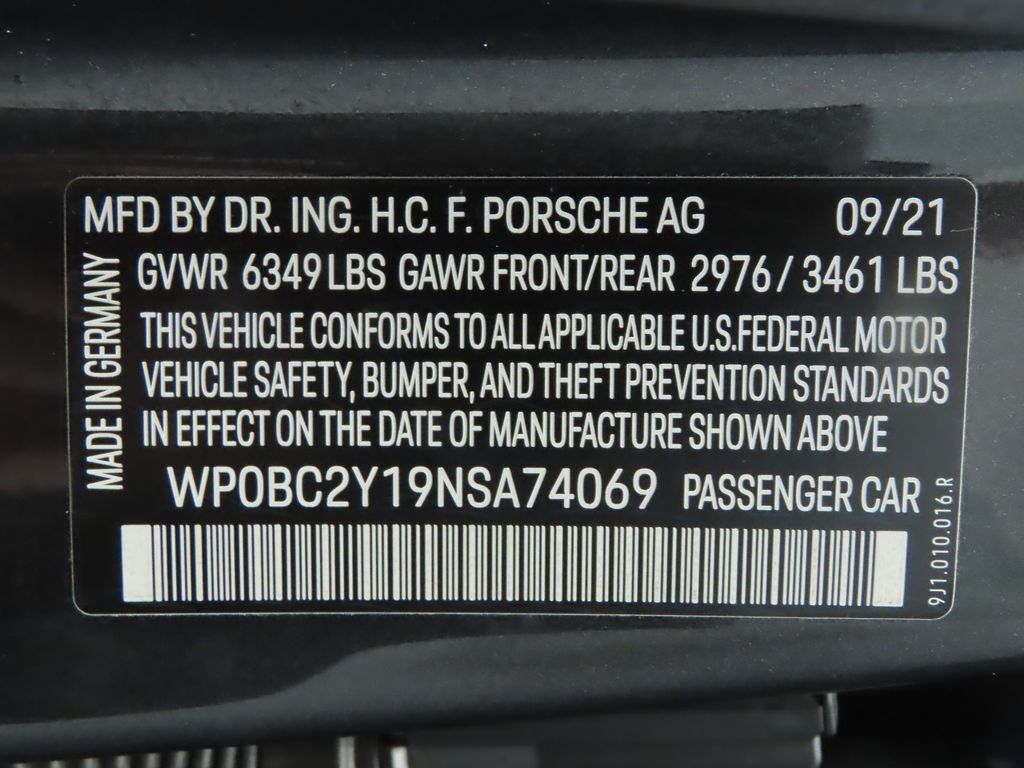 MFD BY DR. ING. H.C. F. PORSCHE AG 09/21
MADE IN GERMANY
GVWR 6349 LBS GAWR FRONT/REAR 2976 / 3461 LBS
THIS VEHICLE CONFORMS TO ALL APPLICABLE U.S.FEDERAL MOTOR
VEHICLE SAFETY, BUMPER, AND THEFT PREVENTION STANDARDS
IN EFFECT ON THE DATE OF MANUFACTURE SHOWN ABOVE
WP0BC2Y19NSA74069 PASSENGER CAR
9J1.010.016.R